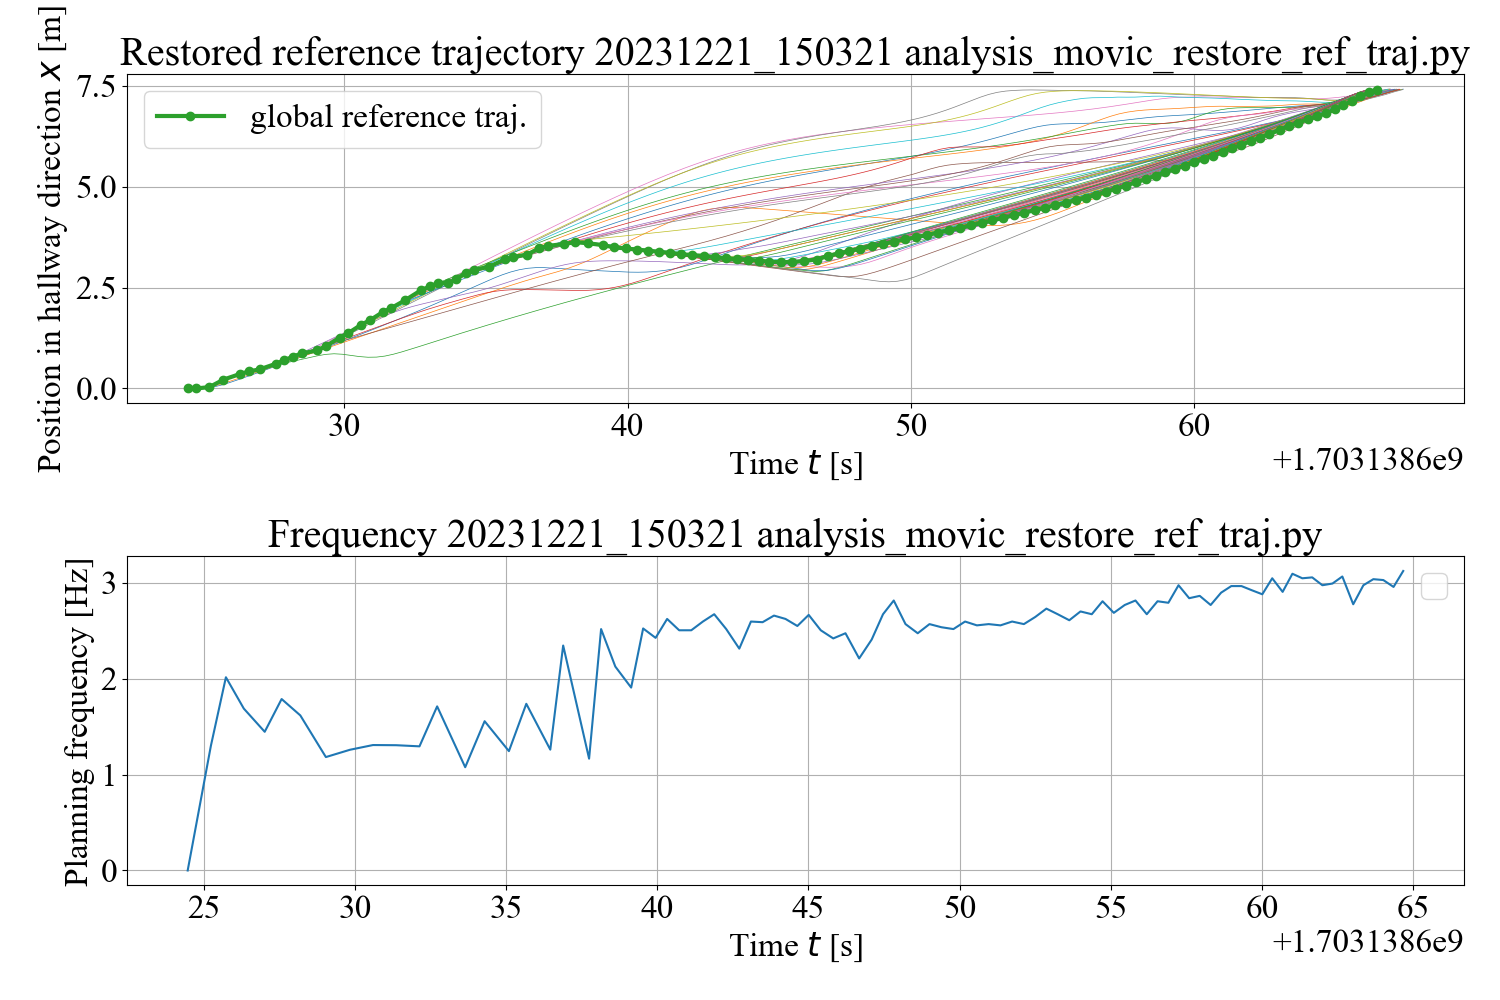 Restored reference trajectory 20231221_150321 analysis_movic_restore_ref_traj.py
Position in hallway direction x [m]
7.5
5.0
2.5
0.0
global reference traj.
30 40 50 60
Time t [s]
+1.7031386e9
Frequency 20231221_150321 analysis_movic_restore_ref_traj.py
Planning frequency [Hz]
3
2
1
0
25 30 35 40 45 50 55 60 65
Time t [s]
+1.7031386e9